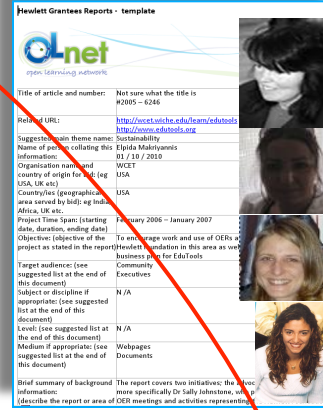 Hewlett Grantees Reports - template
OLnet
open learning network
Title of article and number: Not sure what the title is
#2005 – 6246
Related URL: http://wcet.wiche.edu/learn/edutools
http://www.edutools.org
Suggested main theme name: Sustainability
Name of person collating this Elpida Makriyannis
information: 01 / 10 / 2010
Organisation name and WCET
country of origin for bid: (eg USA
USA, UK etc)
Country/ies (geographical USA
area served by bid): eg India
Africa, UK etc.
Project Time Span: (starting February 2006 – January 2007
date, duration, ending date)
Objective: (objective of the To encourage work and use of OERs a
project as stated in the report) Hewlett Foundation in this area as wel
business plan for EduTools
Target audience: (see Community
suggested list at the end of Executives
this document)
Subject or discipline if N /A
appropriate: (see suggested
list at the end of this
document)
Level: (see suggested list at N /A
the end of this document)
Medium if appropriate: (see Webpages
suggested list at the end of Documents
this document)
Brief summary of background The report covers two initiatives; the advoc
information: more specifically Dr Sally Johnstone, who p
(describe the report or area of OER meetings and activities representing